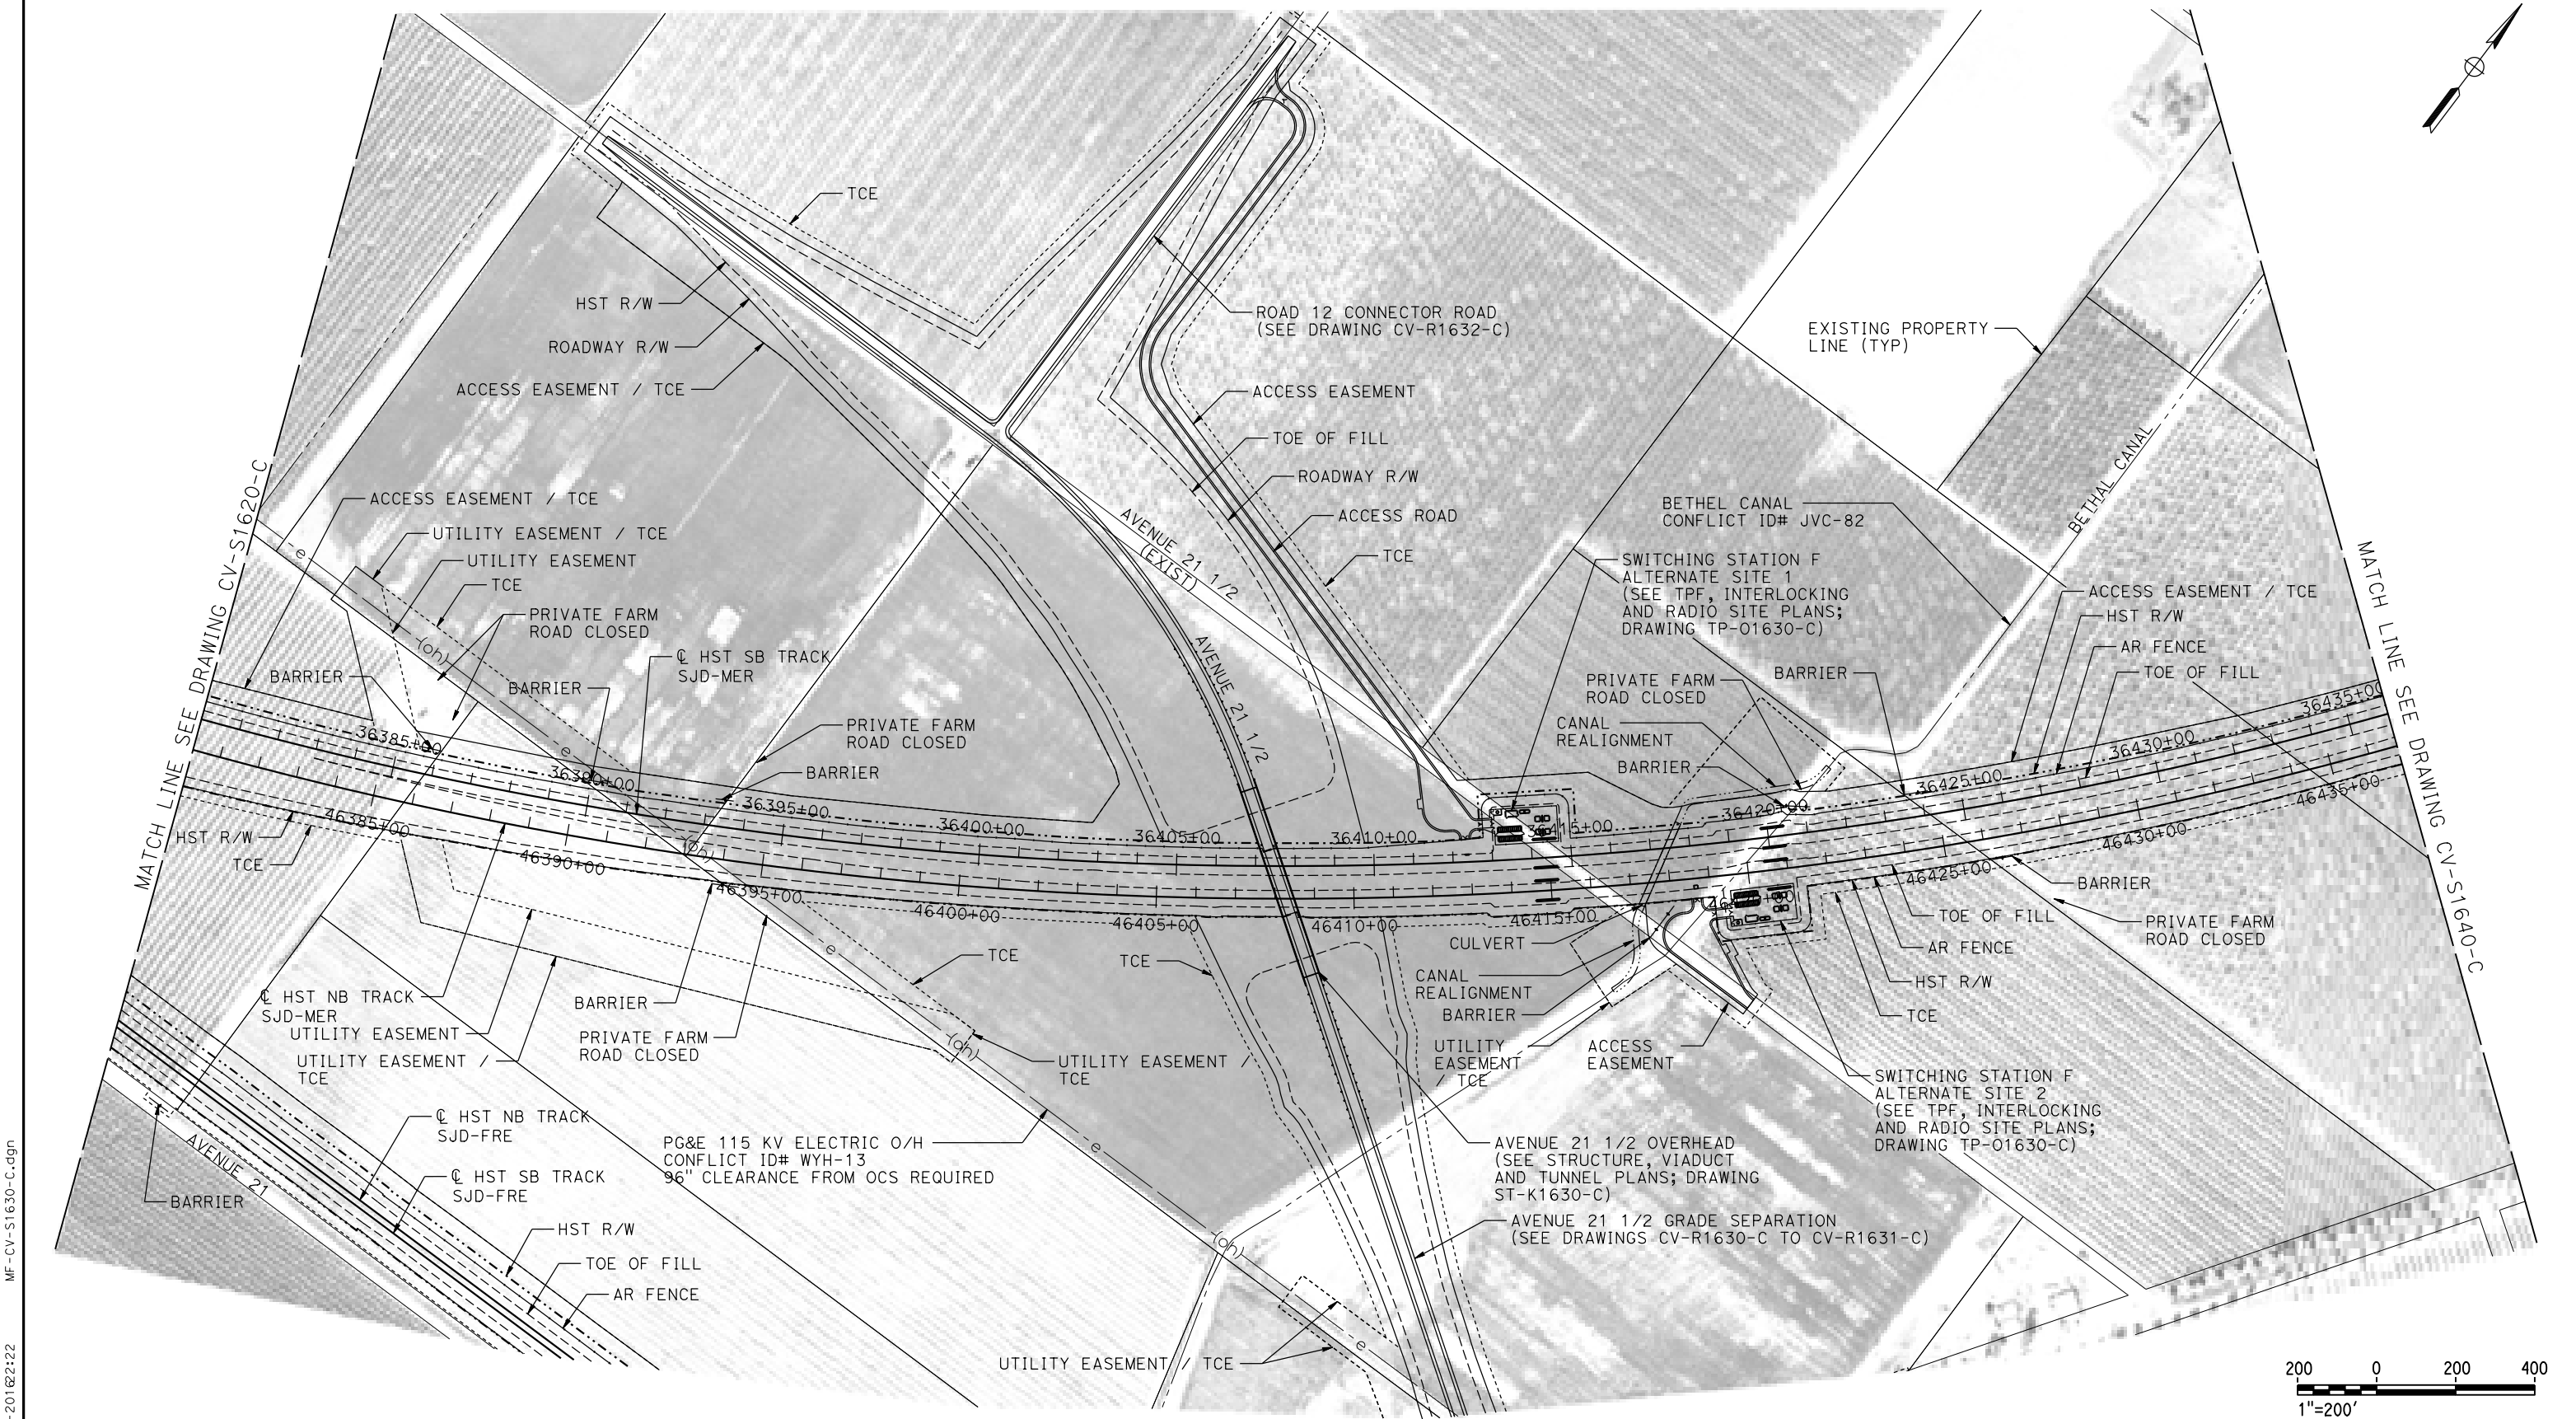 TCE
HST R/W
ROADWAY R/W
ACCESS EASEMENT / TCE
ROAD 12 CONNECTOR ROAD
(SEE DRAWING CV-R1632-C)
EXISTING PROPERTY
LINE (TYP)
ACCESS EASEMENT
TOE OF FILL
ROADWAY R/W
ACCESS ROAD
TCE
AVENUE 21 1/2
(EXIST)
BETHEL CANAL
CONFLICT ID# JVC-82
BETHAL CANAL
SWITCHING STATION F
ALTERNATE SITE 1
(SEE TPF, INTERLOCKING
AND RADIO SITE PLANS;
DRAWING TP-O1630-C)
MATCH LINE SEE DRAWING CV-S1620-C
ACCESS EASEMENT / TCE
UTILITY EASEMENT / TCE
UTILITY EASEMENT
TCE
PRIVATE FARM
ROAD CLOSED
e
(oh)
BARRIER
BARRIER
℄ HST SB TRACK
SJD-MER
PRIVATE FARM
ROAD CLOSED
BARRIER
AVENUE 21 1/2
PRIVATE FARM
ROAD CLOSED
BARRIER
CANAL
REALIGNMENT
BARRIER
ACCESS EASEMENT / TCE
HST R/W
AR FENCE
TOE OF FILL
MATCH LINE SEE DRAWING CV-S1640-C
36385+00
36390+00
36395+00
36400+00
36405+00
36410+00
36415+00
36420+00
36425+00
36430+00
36435+00
e
(oh)
HST R/W
TCE
46385+00
46390+00
46395+00
46400+00
46405+00
46410+00
46415+00
46425+00
46430+00
46435+00
℄ HST NB TRACK
SJD-MER
UTILITY EASEMENT
UTILITY EASEMENT /
TCE
BARRIER
PRIVATE FARM
ROAD CLOSED
e
(oh)
TCE
TCE
UTILITY EASEMENT /
TCE
CULVERT
CANAL
REALIGNMENT
BARRIER
UTILITY
EASEMENT
/ TCE
ACCESS
EASEMENT
BARRIER
TOE OF FILL
AR FENCE
HST R/W
TCE
PRIVATE FARM
ROAD CLOSED
SWITCHING STATION F
ALTERNATE SITE 2
(SEE TPF, INTERLOCKING
AND RADIO SITE PLANS;
DRAWING TP-O1630-C)
℄ HST NB TRACK
SJD-FRE
℄ HST SB TRACK
SJD-FRE
AVENUE 21
BARRIER
HST R/W
TOE OF FILL
AR FENCE
PG&E 115 KV ELECTRIC O/H
CONFLICT ID# WYH-13
96" CLEARANCE FROM OCS REQUIRED
e
(oh)
e
AVENUE 21 1/2 OVERHEAD
(SEE STRUCTURE, VIADUCT
AND TUNNEL PLANS; DRAWING
ST-K1630-C)
AVENUE 21 1/2 GRADE SEPARATION
(SEE DRAWINGS CV-R1630-C TO CV-R1631-C)
UTILITY EASEMENT / TCE
200 0 200 400
1"=200'
MF-CV-S1630-C.dgn